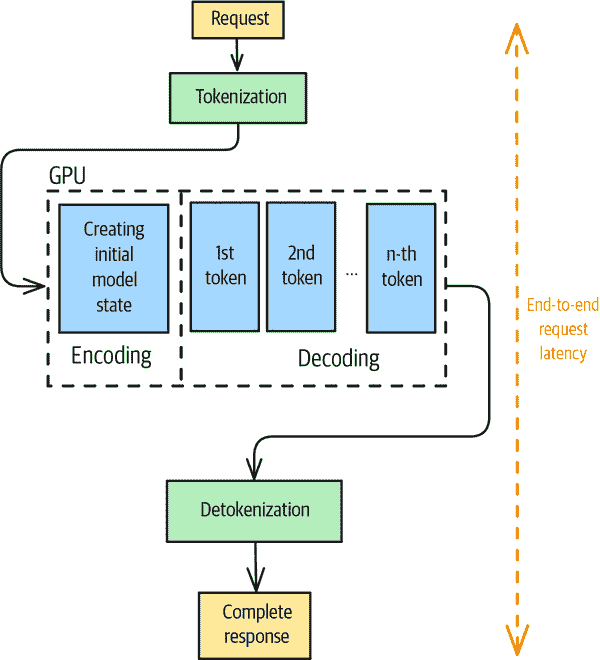 Request
Tokenization
GPU
Creating
initial
model
state
1st
token
2nd
token
...
n-th
token
Encoding
Decoding
End-to-end
request
latency
Detokenization
Complete
response